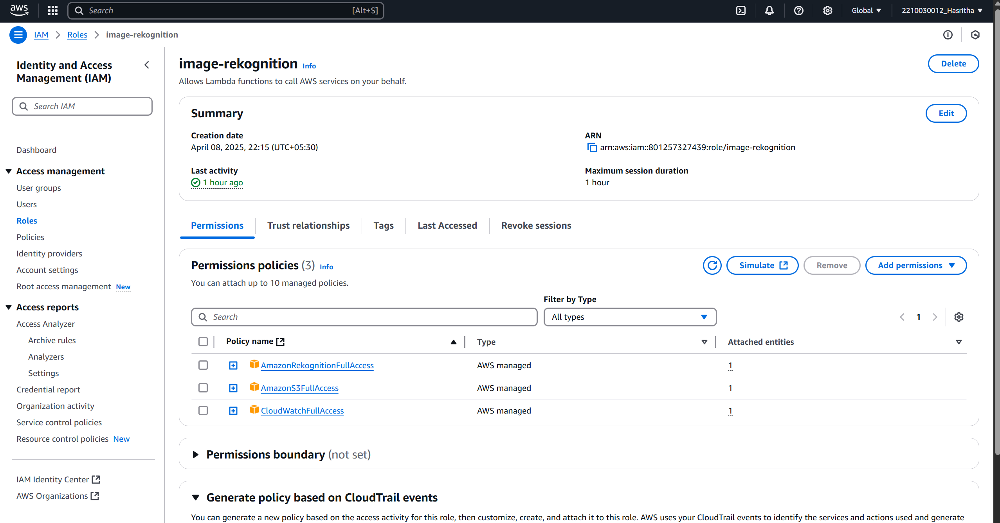 aws
Search
[Alt+S]
Global
2210030012_Hasritha
IAM
Roles
image-rekognition
Identity and Access
Management (IAM)
Search IAM
Dashboard
Access management
User groups
Users
Roles
Policies
Identity providers
Account settings
Root access management New
Access reports
Access Analyzer
Archive rules
Analyzers
Settings
Credential report
Organization activity
Service control policies
Resource control policies New
IAM Identity Center
AWS Organizations
image-rekognition Info
Delete
Allows Lambda functions to call AWS services on your behalf.
Summary
Edit
Creation date
April 08, 2025, 22:15 (UTC+05:30)
ARN
arn:aws:iam::801257327439:role/image-rekognition
Last activity
1 hour ago
Maximum session duration
1 hour
Permissions
Trust relationships
Tags
Last Accessed
Revoke sessions
Permissions policies (3) Info
Simulate
Remove
Add permissions
You can attach up to 10 managed policies.
Filter by Type
Search
All types
1
Policy name
Type
Attached entities
AmazonRekognitionFullAccess
AWS managed
1
AmazonS3FullAccess
AWS managed
1
CloudWatchFullAccess
AWS managed
1
Permissions boundary (not set)
Generate policy based on CloudTrail events
You can generate a new policy based on the access activity for this role, then customize, create, and attach it to this role. AWS uses your CloudTrail events to identify the services and actions used and generate